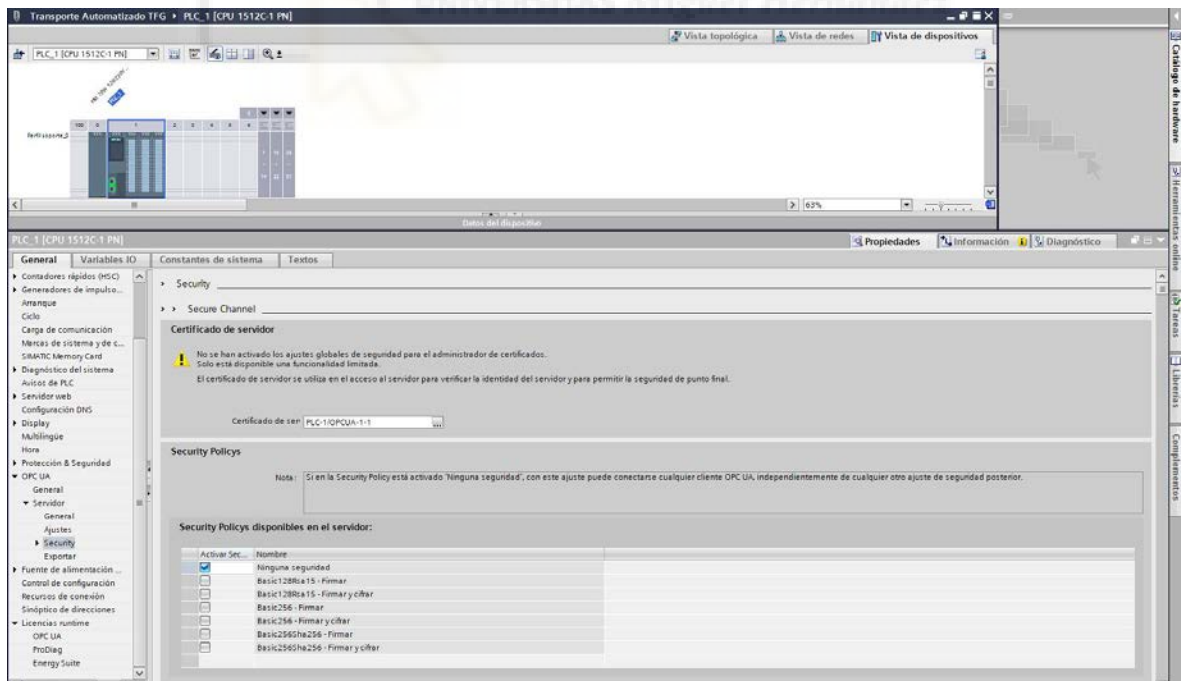 Transporte Automatizado TFG ▸ PLC_1 [CPU 1512C-1 PN]
Vista topológica
Vista de redes
Vista de dispositivos
PLC_1 [CPU 1512C-1 PN]
63%
Datos del dispositivo
PLC_1 [CPU 1512C-1 PN]
Propiedades
Información
Diagnóstico
General
Variables IO
Constantes de sistema
Textos
Contadores rápidos (HSC)
Generadores de impulso...
Arranque
Ciclo
Carga de comunicación
Marcas de sistema y de c...
SIMATIC Memory Card
Diagnóstico del sistema
Avisos de PLC
Servidor web
Configuración DNS
Display
Multilingüe
Hora
Protección & Seguridad
OPC UA
General
Servidor
General
Ajustes
Security
Exportar
Fuente de alimentación ...
Control de configuración
Recursos de conexión
Sinóptico de direcciones
Licencias runtime
OPC UA
ProDiag
Energy Suite
Security
Secure Channel
Certificado de servidor
No se han activado los ajustes globales de seguridad para el administrador de certificados.
Solo está disponible una funcionalidad limitada.
El certificado de servidor se utiliza en el acceso al servidor para verificar la identidad del servidor y para permitir la seguridad de punto final.
Certificado de ser
PLC-1/OPCUA-1-1
Security Policys
Nota:
Si en la Security Policy está activado "Ninguna seguridad", con este ajuste puede conectarse cualquier cliente OPC UA, independientemente de cualquier otro ajuste de seguridad posterior.
Security Policys disponibles en el servidor:
Activar Sec... Nombre
Ninguna seguridad
Basic128Rsa15 - Firmar
Basic128Rsa15 - Firmar y cifrar
Basic256 - Firmar
Basic256 - Firmar y cifrar
Basic256Sha256 - Firmar
Basic256Sha256 - Firmar y cifrar
Catálogo de hardware
Herramientas online
Tareas
Librerías
Complementos